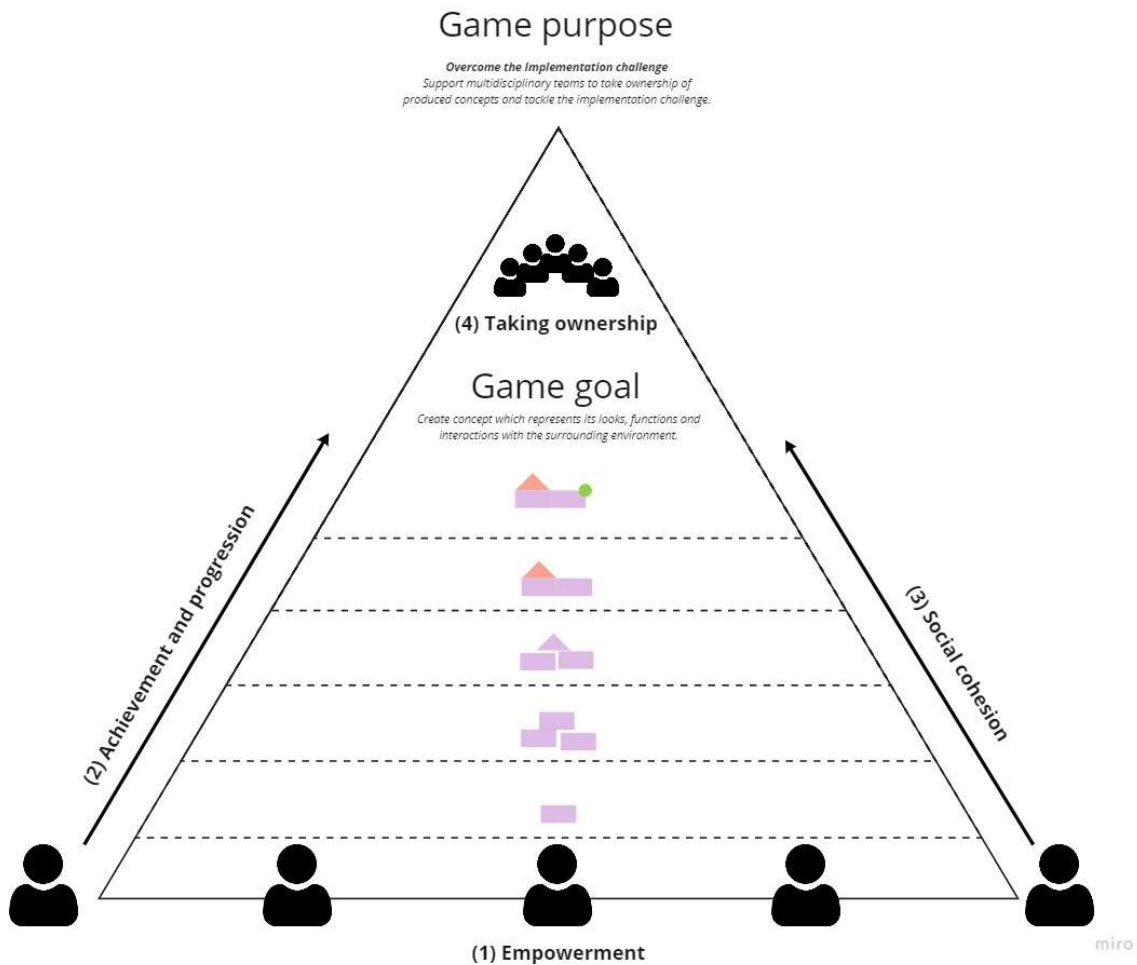 Game purpose
Overcome the Implementation challenge
Support multidisciplinary teams to take ownership of
produced concepts and tackle the implementation challenge.
(4) Taking ownership
Game goal
Create concept which represents its looks, functions and
interactions with the surrounding environment.
(2) Achievement and progression
(3) Social cohesion
(1) Empowerment
miro